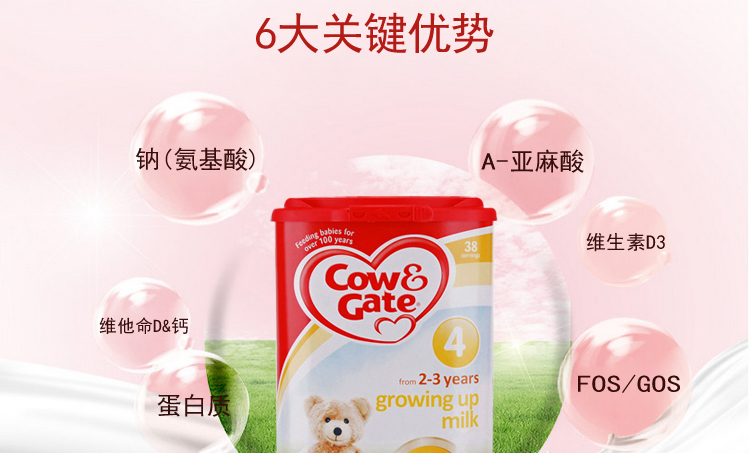 6大关键优势
钠(氨基酸)
A-亚麻酸
维生素D3
维他命D&钙
蛋白质
FOS/GOS
Feeding babies for
over 100 years
38
servings
Cow&
Gate
4
from 2-3 years
growing up
milk